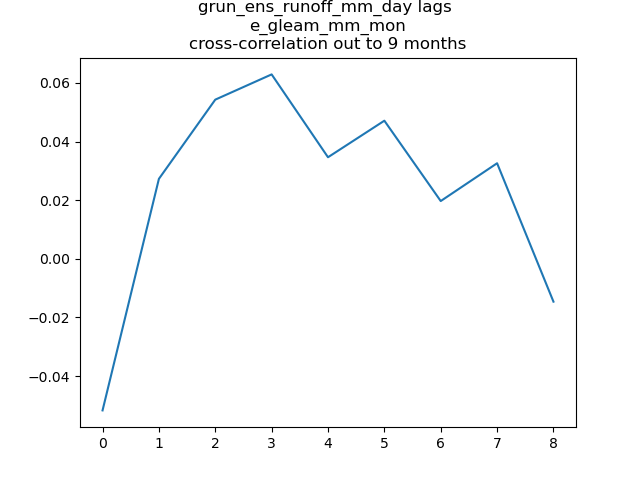 grun_ens_runoff_mm_day lags
e_gleam_mm_mon
cross-correlation out to 9 months
0.06
0.04
0.02
0.00
−0.02
−0.04
0 1 2 3 4 5 6 7 8